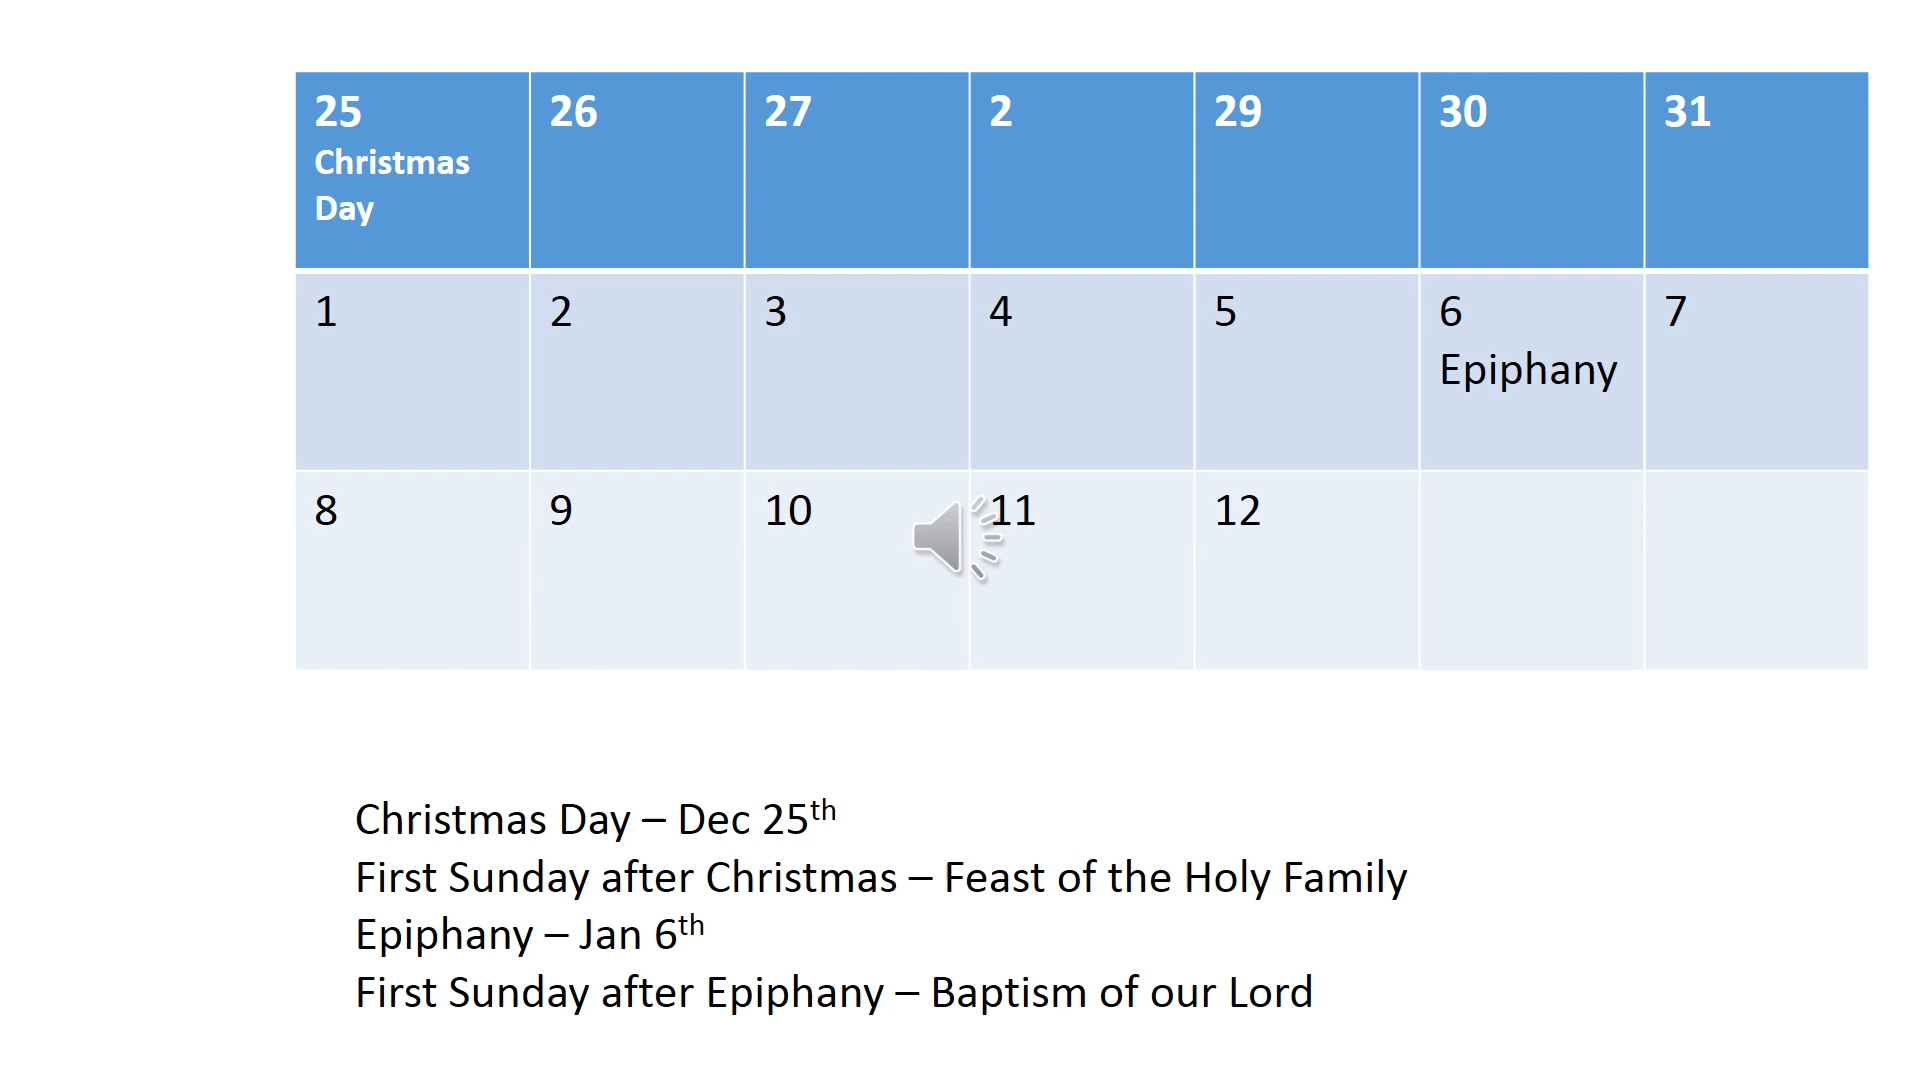 25 26 27 2 29 30 31
Christmas
Day
1 2 3 4 5 6 7
Epiphany
8 9 10 11 12
Christmas Day – Dec 25th
First Sunday after Christmas – Feast of the Holy Family
Epiphany – Jan 6th
First Sunday after Epiphany – Baptism of our Lord